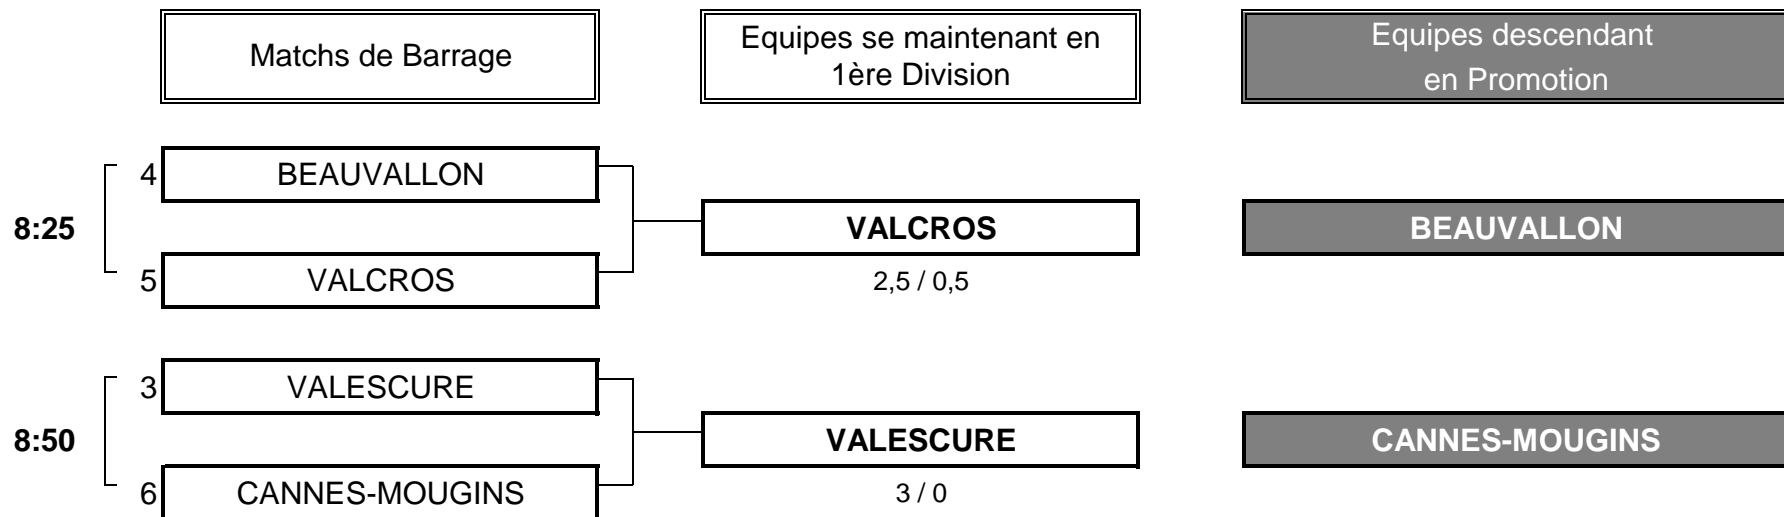 Matchs de Barrage
Equipes se maintenant en
1ère Division
Equipes descendant
en Promotion
4 BEAUVALLON
8:25 VALCROS BEAUVALLON
5 VALCROS 2,5 / 0,5
3 VALESCURE
8:50 VALESCURE CANNES-MOUGINS
6 CANNES-MOUGINS 3 / 0